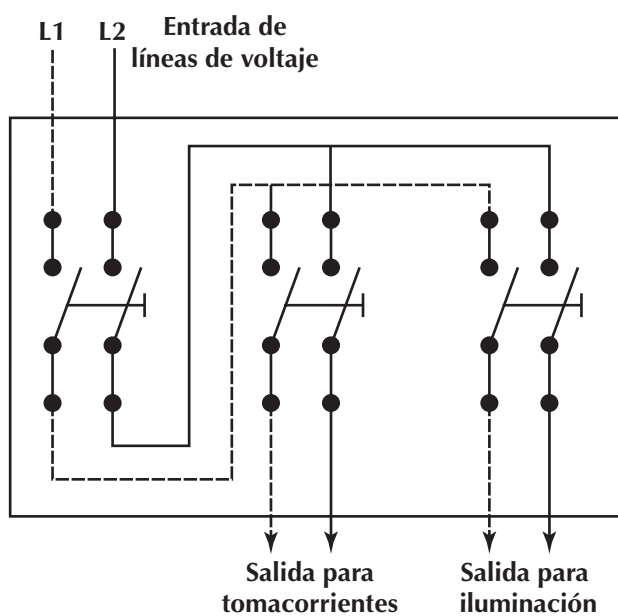 L1 L2 Entrada de
líneas de voltaje
Salida para
tomacorrientes
Salida para
iluminación